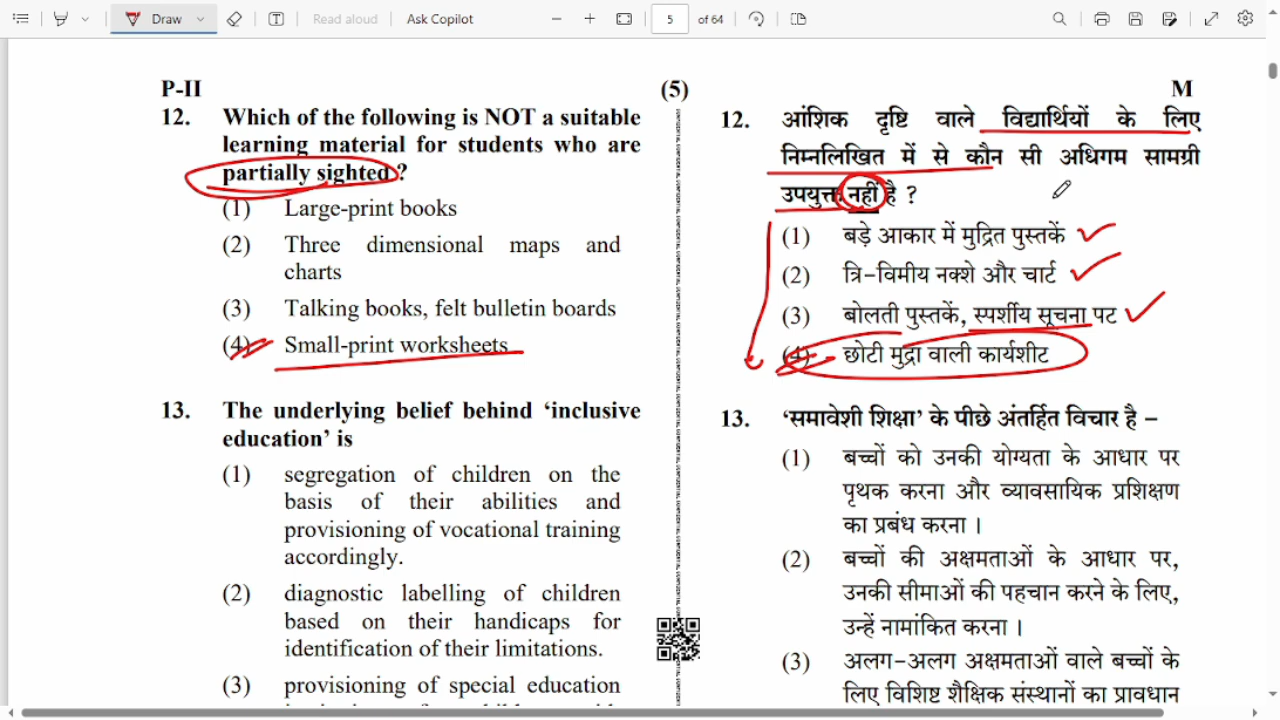 Draw
Read aloud
Ask Copilot
5
of 64
P-II
(5)
M
12. Which of the following is NOT a suitable
learning material for students who are
partially sighted ?
(1) Large-print books
(2) Three dimensional maps and
charts
(3) Talking books, felt bulletin boards
(4) Small-print worksheets
13. The underlying belief behind ‘inclusive
education’ is
(1) segregation of children on the
basis of their abilities and
provisioning of vocational training
accordingly.
(2) diagnostic labelling of children
based on their handicaps for
identification of their limitations.
(3) provisioning of special education
12. आंशिक दृष्टि वाले विद्यार्थियों के लिए
निम्नलिखित में से कौन सी अधिगम सामग्री
उपयुक्त नहीं है ?
(1) बड़े आकार में मुद्रित पुस्तकें
(2) त्रि-विमीय नक्शे और चार्ट
(3) बोलती पुस्तकें, स्पर्शीय सूचना पट
(4) छोटी मुद्रा वाली कार्यशीट
13. ‘समावेशी शिक्षा’ के पीछे अंतर्हित विचार है –
(1) बच्चों को उनकी योग्यता के आधार पर
पृथक करना और व्यावसायिक प्रशिक्षण
का प्रबंध करना ।
(2) बच्चों की अक्षमताओं के आधार पर,
उनकी सीमाओं की पहचान करने के लिए,
उन्हें नामांकित करना ।
(3) अलग-अलग अक्षमताओं वाले बच्चों के
लिए विशिष्ट शैक्षिक संस्थानों का प्रावधान